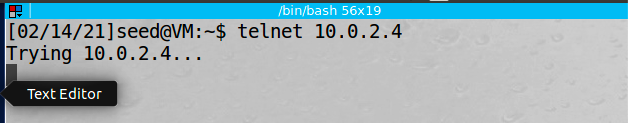 /bin/bash 56x19
[02/14/21]seed@VM:~$ telnet 10.0.2.4
Trying 10.0.2.4...
Text Editor